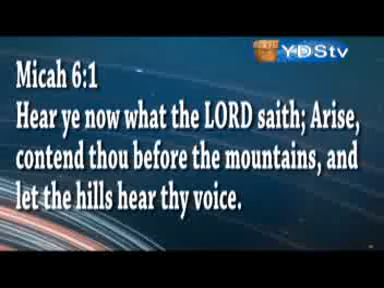 YDStv
Micah 6:1
Hear ye now what the LORD saith; Arise,
contend thou before the mountains, and
let the hills hear thy voice.